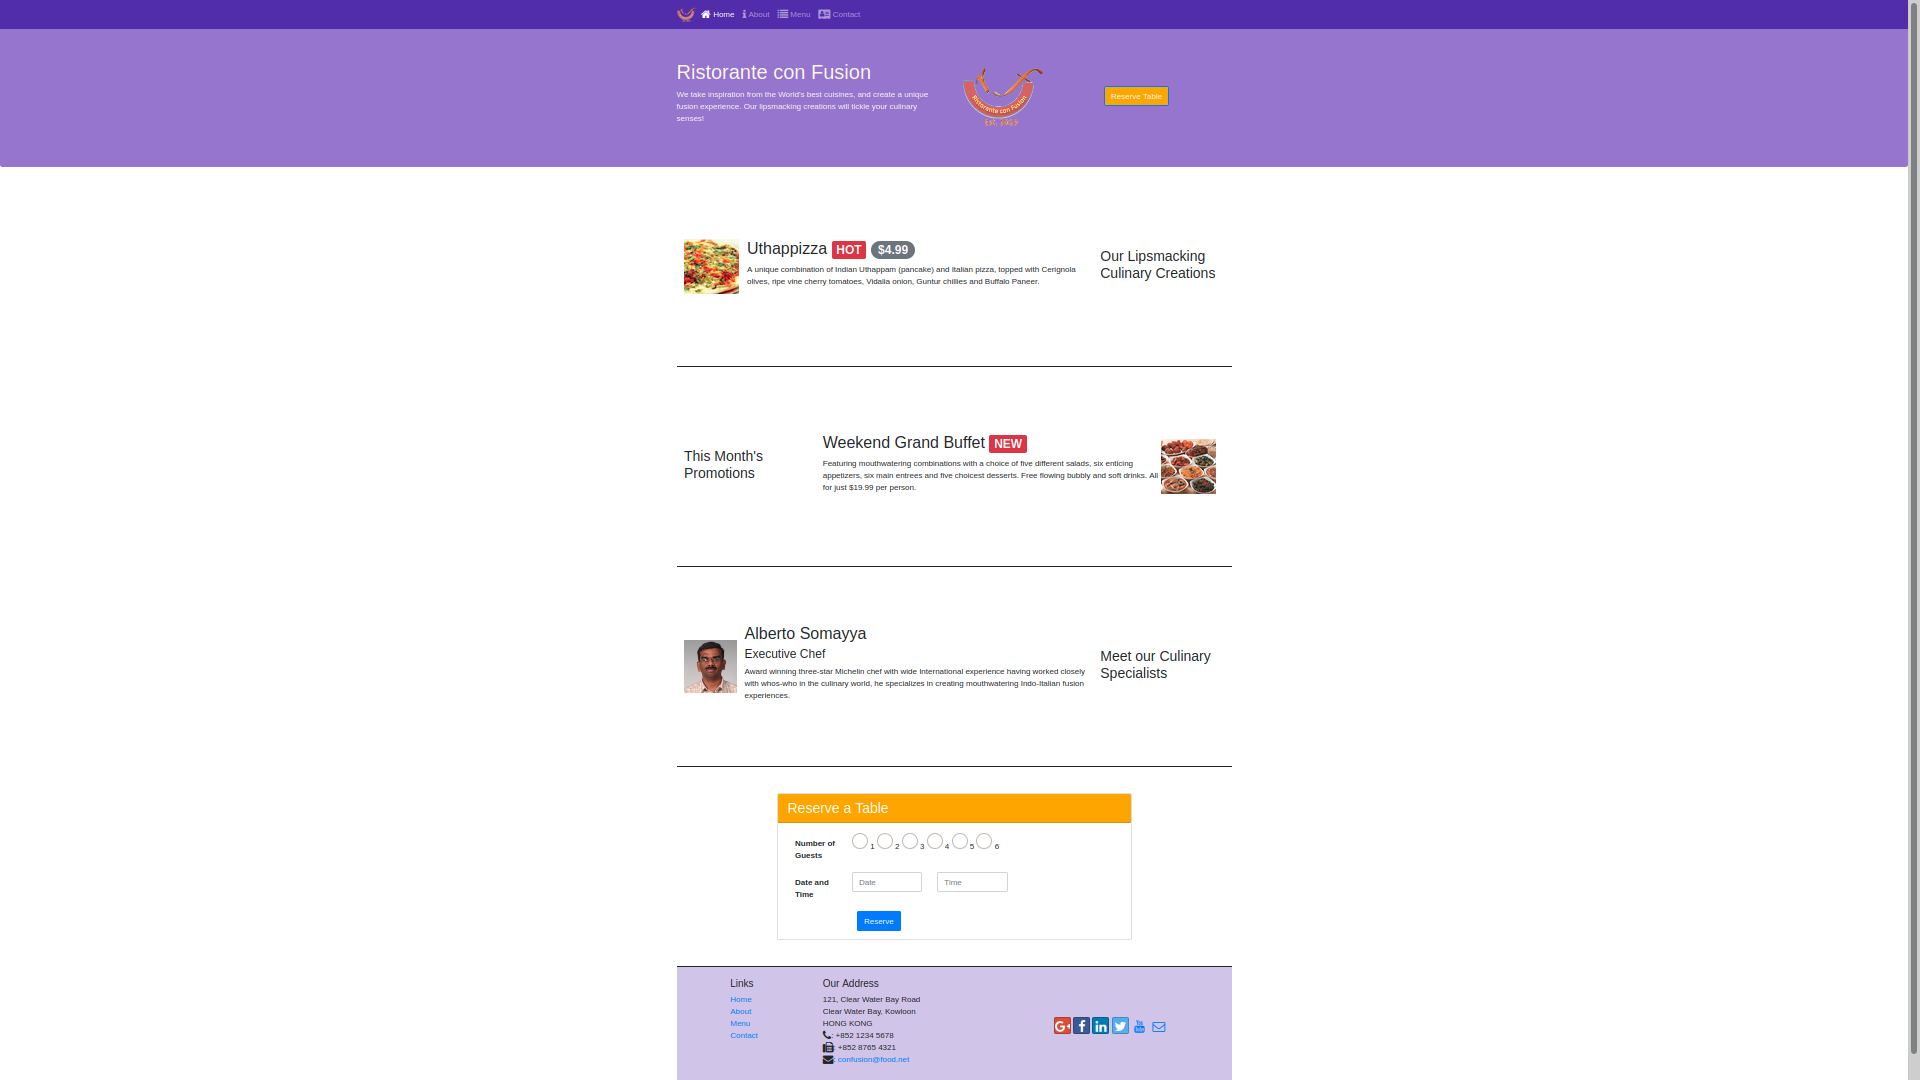 Home About Menu Contact
Ristorante con Fusion
We take inspiration from the World's best cuisines, and create a unique
fusion experience. Our lipsmacking creations will tickle your culinary
senses!
Ristorante con Fusion
Reserve Table
Uthappizza HOT $4.99
A unique combination of Indian Uthappam (pancake) and Italian pizza, topped with Cerignola
olives, ripe vine cherry tomatoes, Vidalia onion, Guntur chillies and Buffalo Paneer.
Our Lipsmacking
Culinary Creations
This Month's
Promotions
Weekend Grand Buffet NEW
Featuring mouthwatering combinations with a choice of five different salads, six enticing
appetizers, six main entrees and five choicest desserts. Free flowing bubbly and soft drinks. All
for just $19.99 per person.
Alberto Somayya
Executive Chef
Award winning three-star Michelin chef with wide International experience having worked closely
with whos-who in the culinary world, he specializes in creating mouthwatering Indo-Italian fusion
experiences.
Meet our Culinary
Specialists
Reserve a Table
Number of
Guests
1 2 3 4 5 6
Date and
Time
Date Time
Reserve
Links
Home
About
Menu
Contact
Our Address
121, Clear Water Bay Road
Clear Water Bay, Kowloon
HONG KONG
: +852 1234 5678
: +852 8765 4321
: confusion@food.net